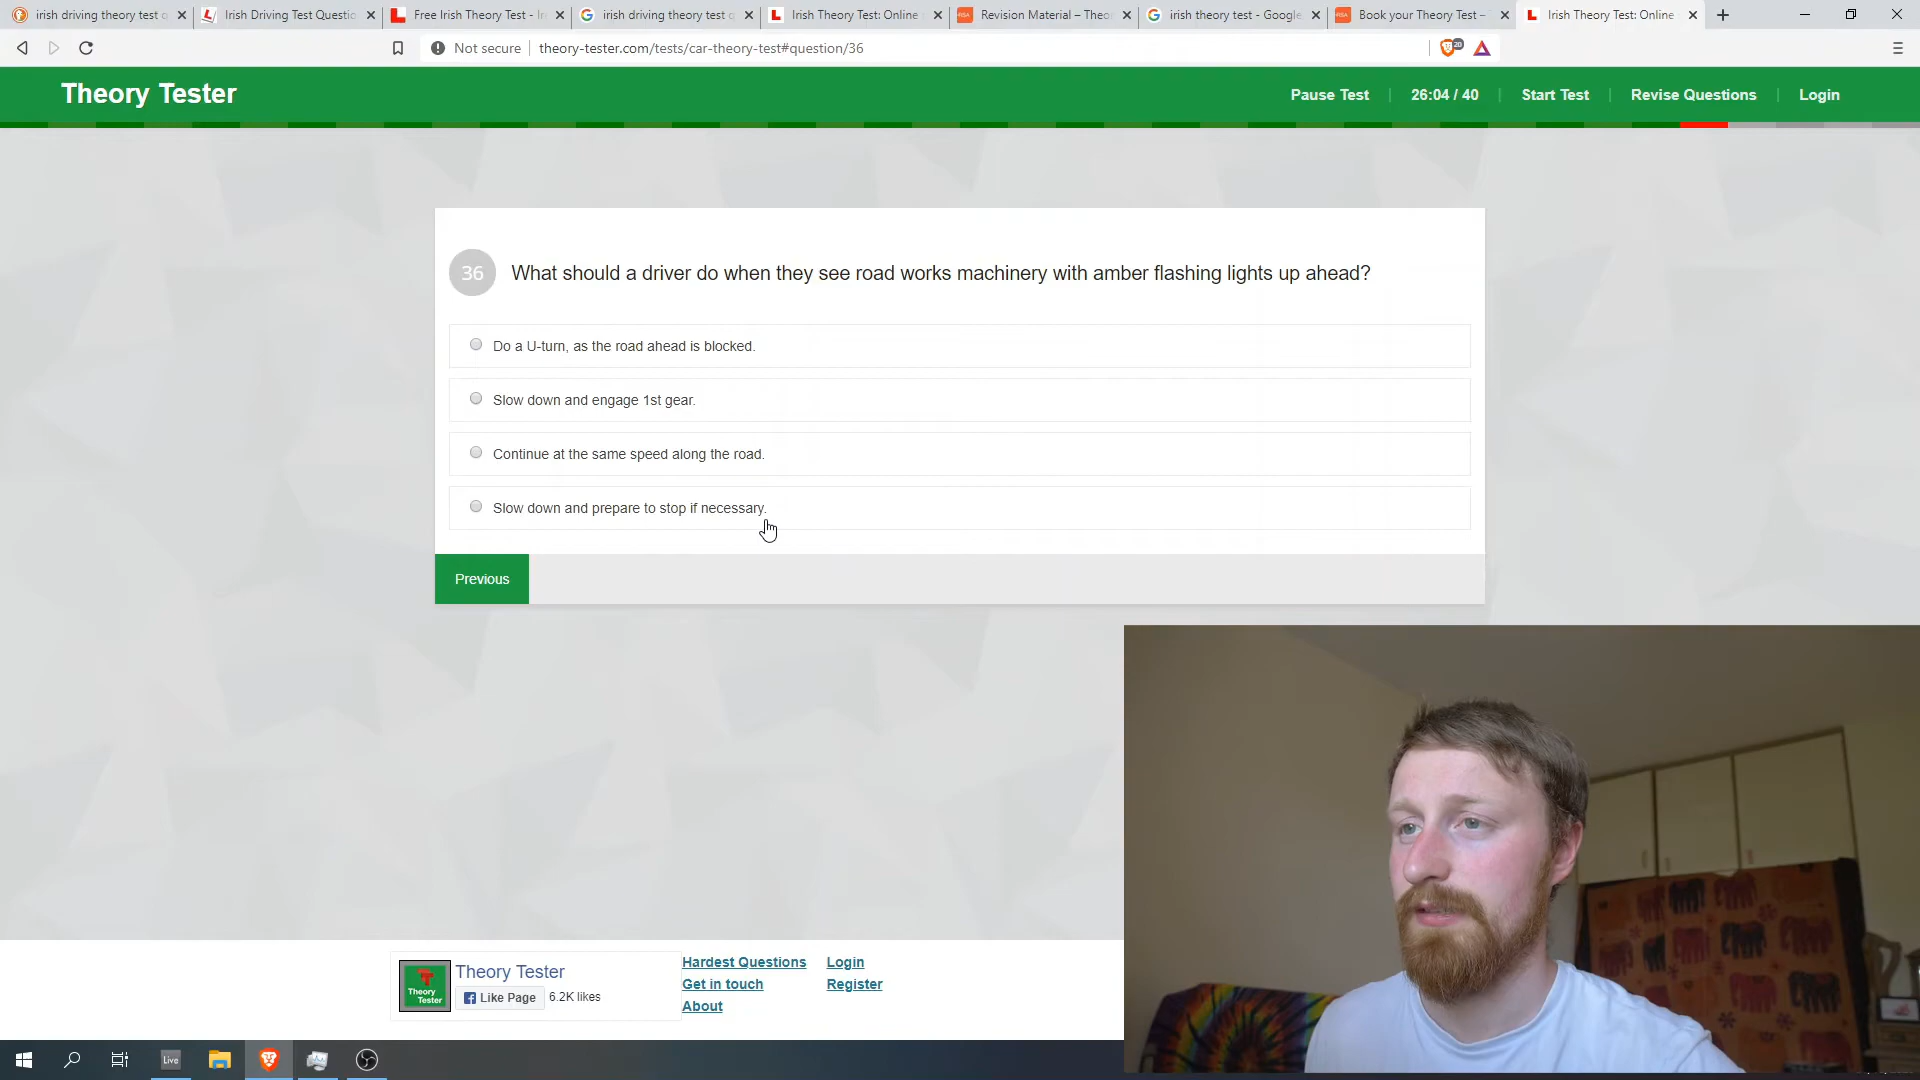 irish driving theory test q
Irish Driving Test Questio
Free Irish Theory Test - Ir
irish driving theory test q
Irish Theory Test: Online
Revision Material – Theo
irish theory test - Google
Book your Theory Test –
Irish Theory Test: Online
Not secure
theory-tester.com/tests/car-theory-test#question/36
20
Theory Tester
Pause Test
26:04 / 40
Start Test
Revise Questions
Login
36
What should a driver do when they see road works machinery with amber flashing lights up ahead?
Do a U-turn, as the road ahead is blocked.
Slow down and engage 1st gear.
Continue at the same speed along the road.
Slow down and prepare to stop if necessary.
Previous
Theory Tester
Theory Tester
Like Page
6.2K likes
Hardest Questions
Login
Get in touch
Register
About
Live